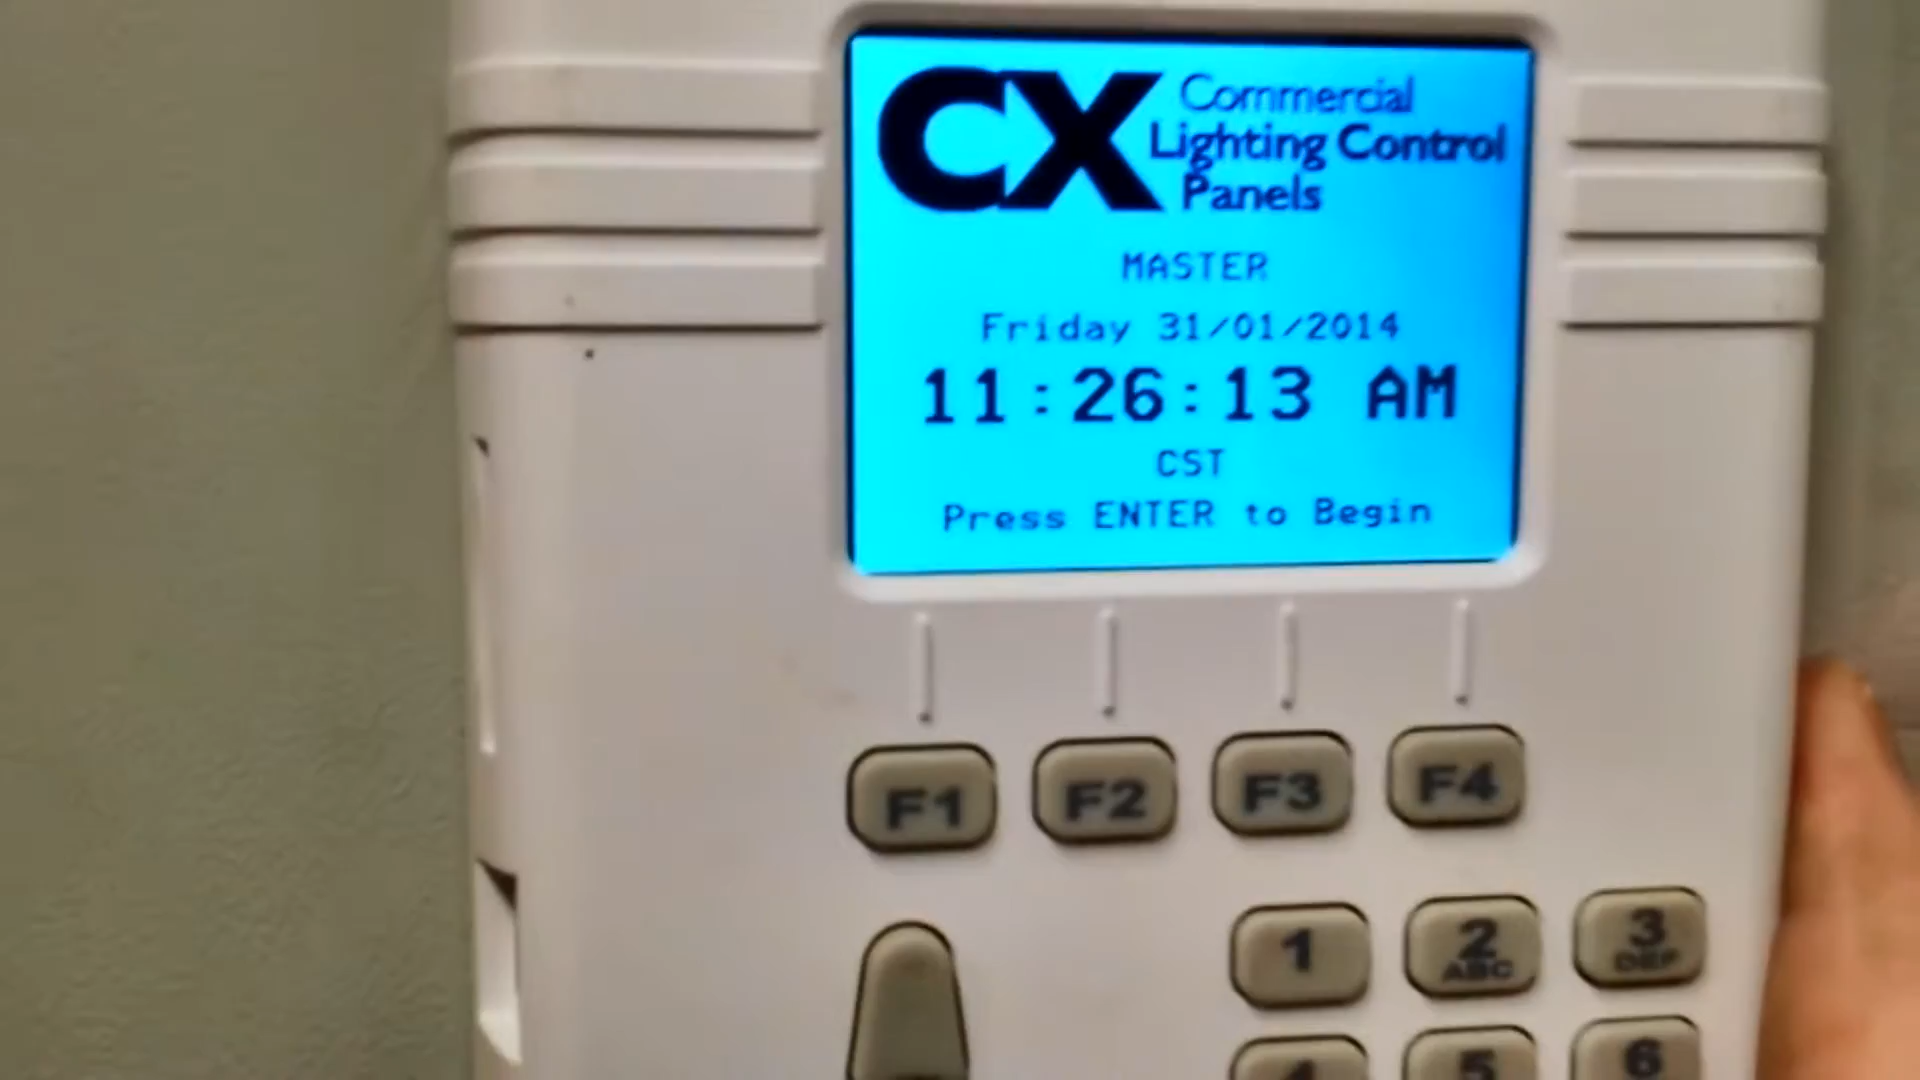 CX Commercial
Lighting Control
Panels
MASTER
Friday 31/01/2014
11:26:13 AM
CST
Press ENTER to Begin
F1 F2 F3 F4
1 2 3
ABC DEF
4 5 6